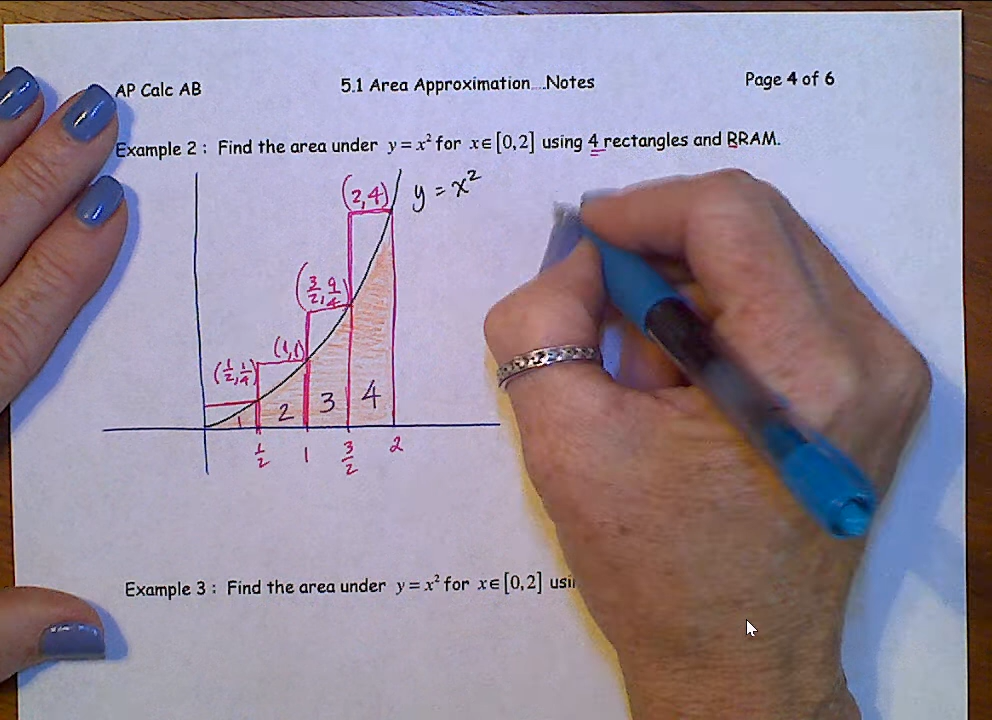 AP Calc AB 5.1 Area Approximation....Notes Page 4 of 6
Example 2 : Find the area under y = x² for x∈[0,2] using 4 rectangles and RRAM.
(2,4) y = x²
(3/2, 9/4)
(1,1)
(1/2, 1/4)
1 2 3 4
1/2 1 3/2 2
Example 3 : Find the area under y = x² for x∈[0,2]